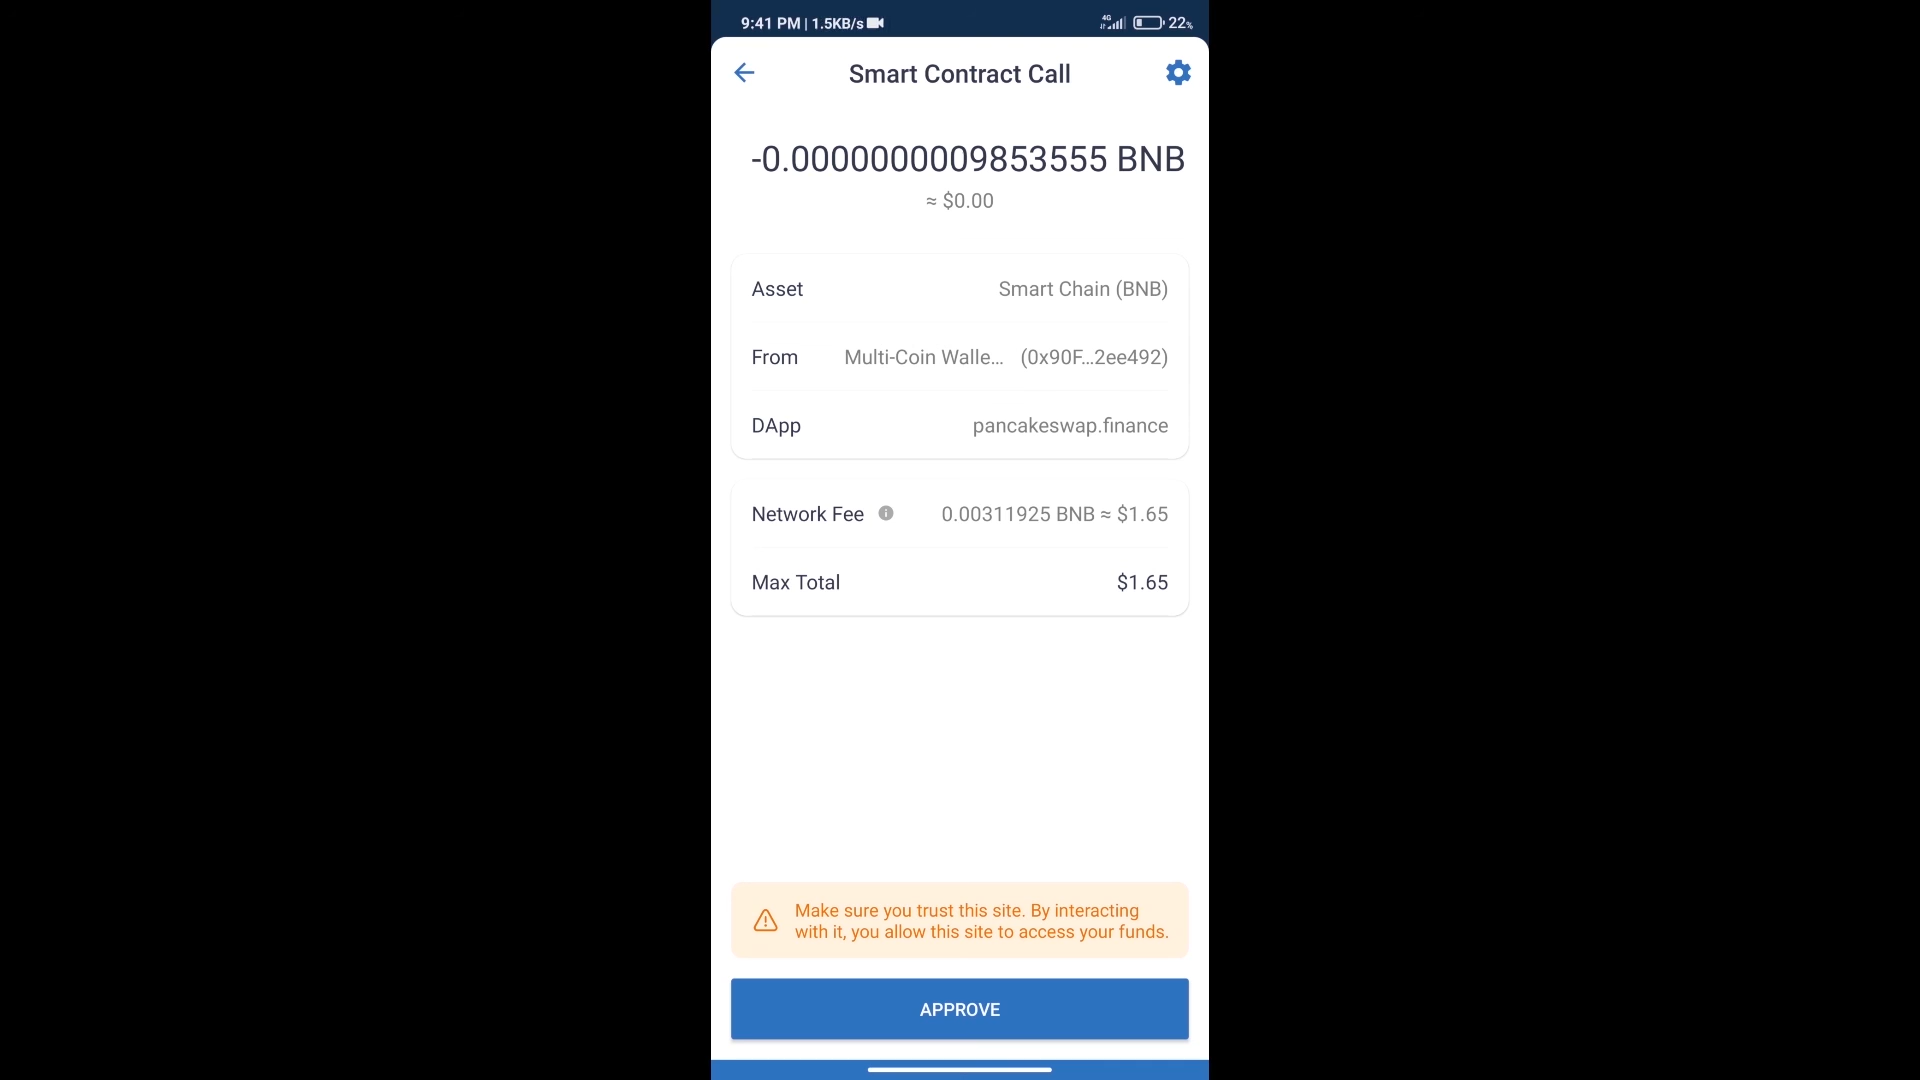 9:41 PM | 1.5KB/s 4G 22%
Smart Contract Call
-0.0000000009853555 BNB
≈ $0.00
Asset Smart Chain (BNB)
From Multi-Coin Walle... (0x90F...2ee492)
DApp pancakeswap.finance
Network Fee 0.00311925 BNB ≈ $1.65
Max Total $1.65
Make sure you trust this site. By interacting
with it, you allow this site to access your funds.
APPROVE